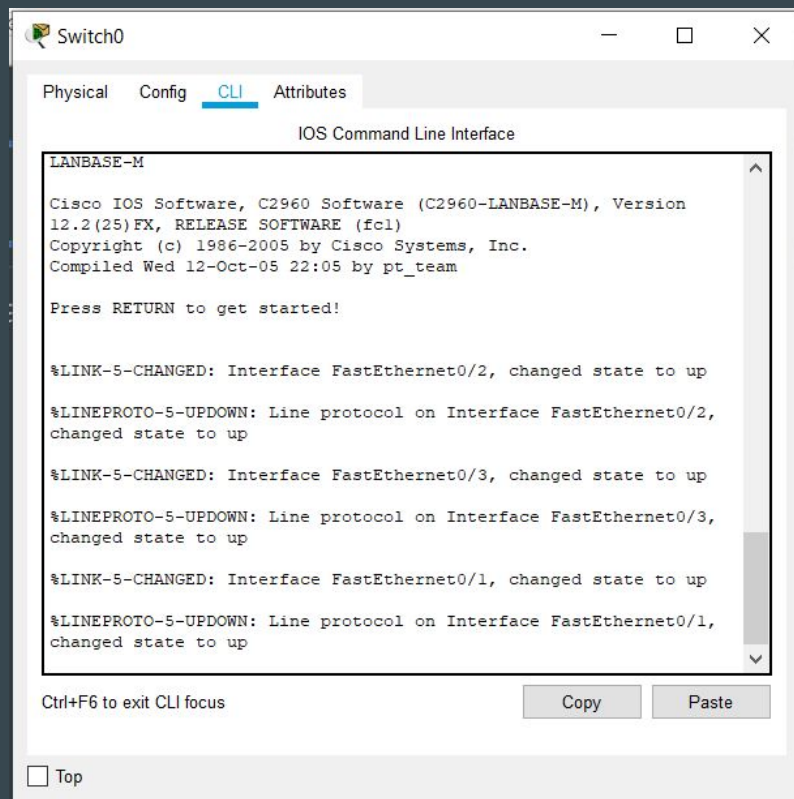 Switch0
Physical Config CLI Attributes
IOS Command Line Interface
LANBASE-M
Cisco IOS Software, C2960 Software (C2960-LANBASE-M), Version
12.2(25)FX, RELEASE SOFTWARE (fc1)
Copyright (c) 1986-2005 by Cisco Systems, Inc.
Compiled Wed 12-Oct-05 22:05 by pt_team
Press RETURN to get started!
%LINK-5-CHANGED: Interface FastEthernet0/2, changed state to up
%LINEPROTO-5-UPDOWN: Line protocol on Interface FastEthernet0/2,
changed state to up
%LINK-5-CHANGED: Interface FastEthernet0/3, changed state to up
%LINEPROTO-5-UPDOWN: Line protocol on Interface FastEthernet0/3,
changed state to up
%LINK-5-CHANGED: Interface FastEthernet0/1, changed state to up
%LINEPROTO-5-UPDOWN: Line protocol on Interface FastEthernet0/1,
changed state to up
Ctrl+F6 to exit CLI focus
Copy Paste
Top